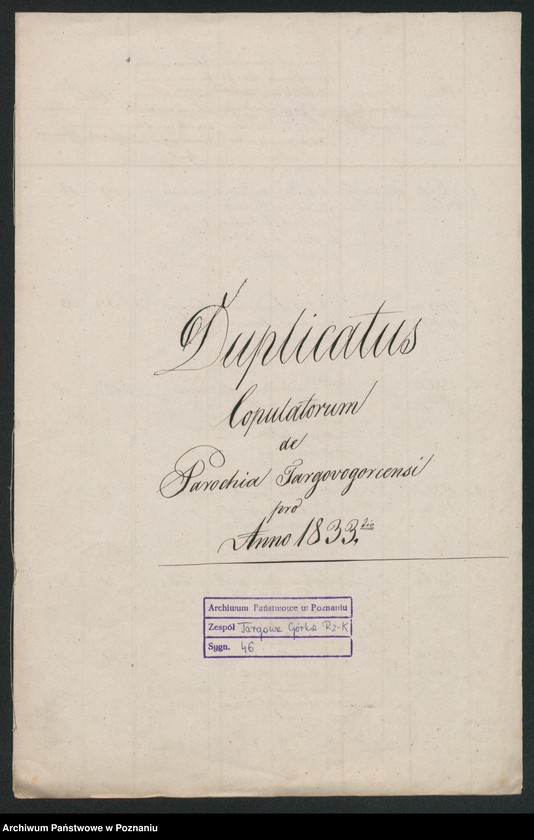 Duplicatus
Copulatorum
de
Parochia Targovogorcensi
pro
Anno 1833.
Archiwum Państwowe w Poznaniu
Zespół Targowa Górka Rz-K
Sygn. 46
Archiwum Państwowe w Poznaniu